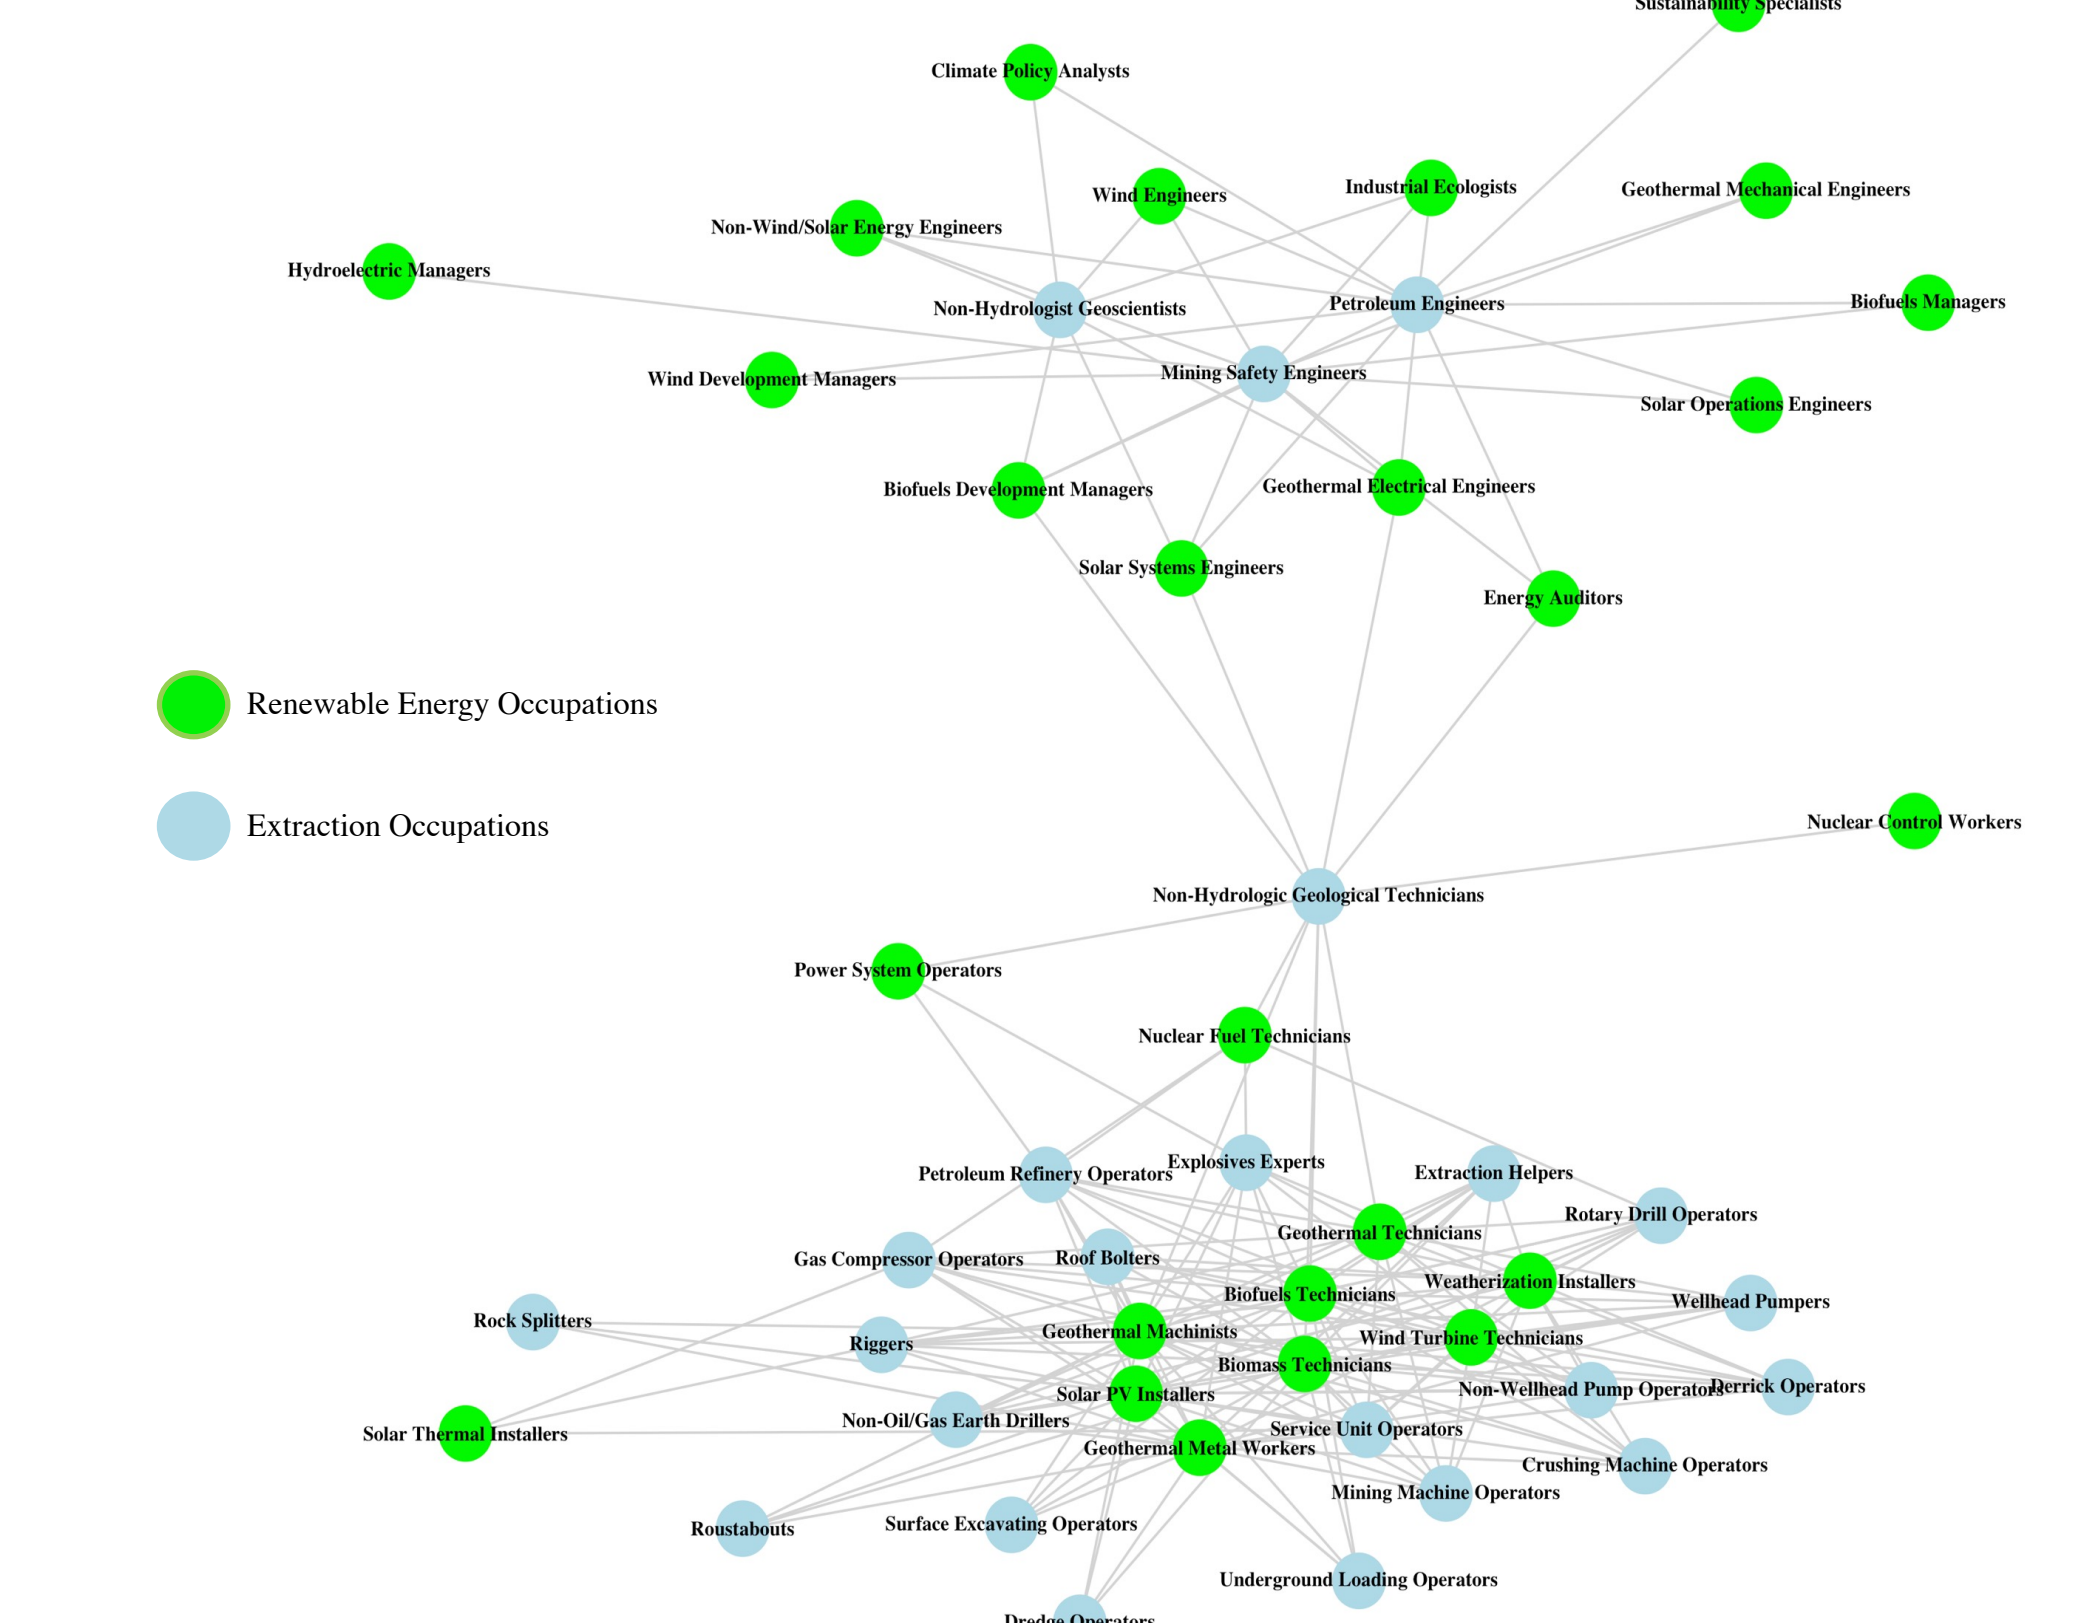 Sustainability Specialists
Climate Policy Analysts
Wind Engineers
Industrial Ecologists
Geothermal Mechanical Engineers
Non-Wind/Solar Energy Engineers
Hydroelectric Managers
Non-Hydrologist Geoscientists
Petroleum Engineers
Biofuels Managers
Wind Development Managers
Mining Safety Engineers
Solar Operations Engineers
Biofuels Development Managers
Geothermal Electrical Engineers
Solar Systems Engineers
Energy Auditors
Renewable Energy Occupations
Extraction Occupations
Nuclear Control Workers
Non-Hydrologic Geological Technicians
Power System Operators
Nuclear Fuel Technicians
Petroleum Refinery Operators
Explosives Experts
Extraction Helpers
Rotary Drill Operators
Geothermal Technicians
Gas Compressor Operators
Roof Bolters
Weatherization Installers
Biofuels Technicians
Wellhead Pumpers
Rock Splitters
Geothermal Machinists
Riggers
Wind Turbine Technicians
Biomass Technicians
Solar PV Installers
Non-Wellhead Pump Operators
Derrick Operators
Non-Oil/Gas Earth Drillers
Service Unit Operators
Solar Thermal Installers
Geothermal Metal Workers
Crushing Machine Operators
Mining Machine Operators
Roustabouts
Surface Excavating Operators
Underground Loading Operators
Dredge Operators